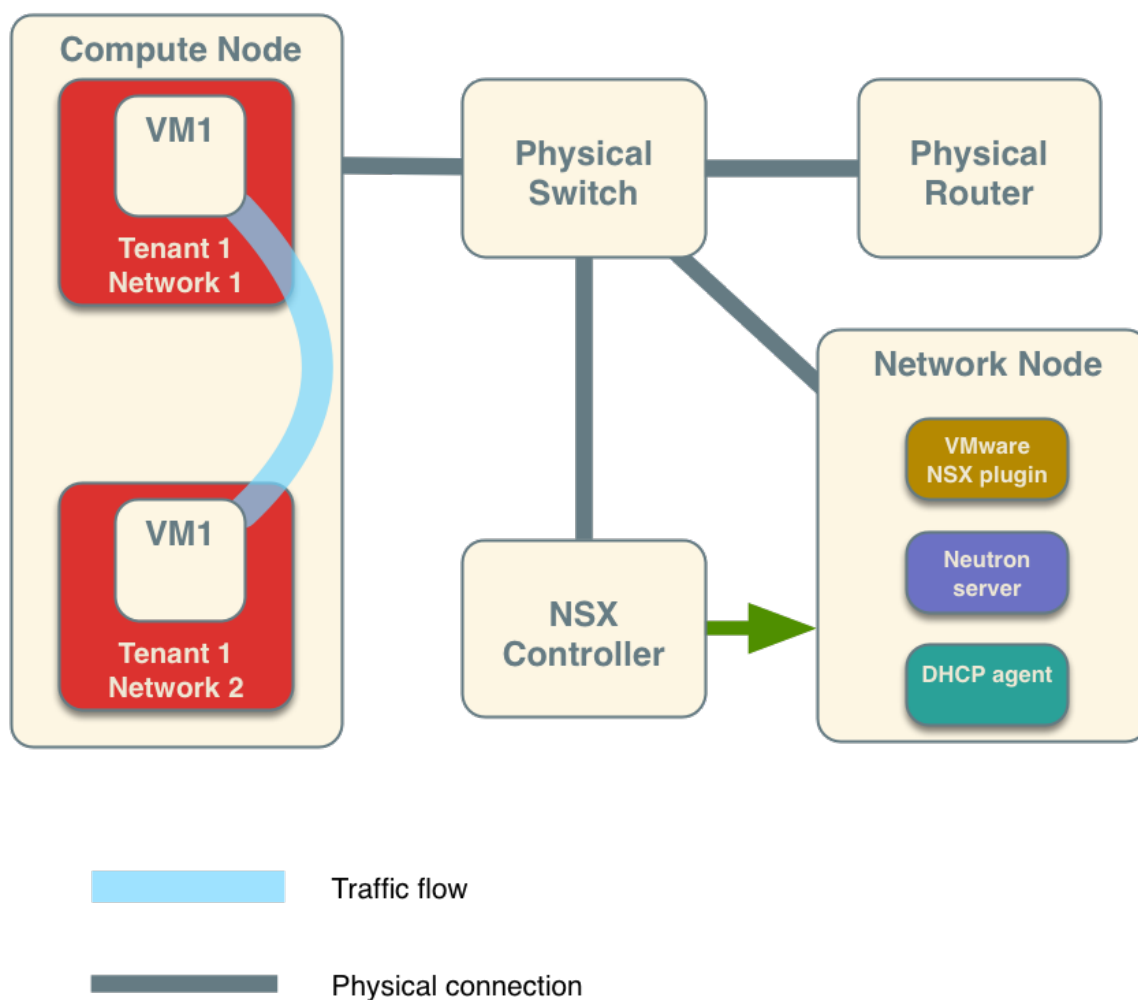 Compute Node
VM1
Tenant 1
Network 1
VM1
Tenant 1
Network 2
Physical
Switch
Physical
Router
NSX
Controller
Network Node
VMware
NSX plugin
Neutron
server
DHCP agent
Traffic flow
Physical connection